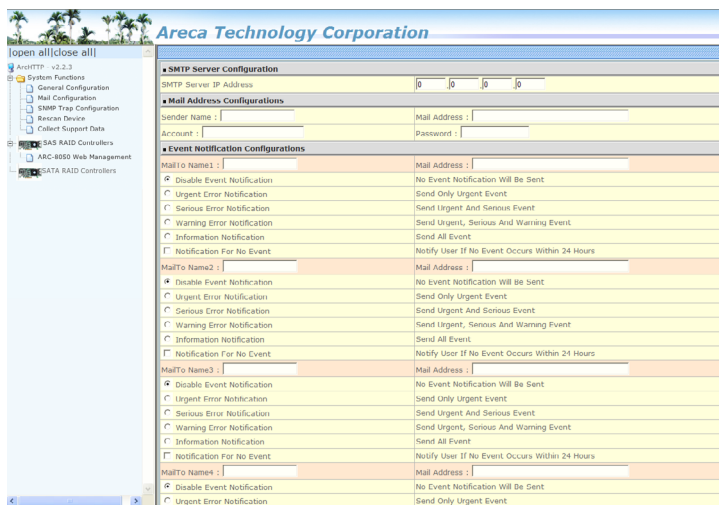 Areca Technology Corporation
|open all|close all|
ArcHTTP - v2.2.3
System Functions
General Configuration
Mail Configuration
SNMP Trap Configuration
Rescan Device
Collect Support Data
SAS RAID Controllers
ARC-8050 Web Management
SATA RAID Controllers
SMTP Server Configuration
SMTP Server IP Address 0 .0 .0 .0
Mail Address Configurations
Sender Name : Mail Address :
Account : Password :
Event Notification Configurations
MailTo Name1 : Mail Address :
Disable Event Notification No Event Notification Will Be Sent
Urgent Error Notification Send Only Urgent Event
Serious Error Notification Send Urgent And Serious Event
Warning Error Notification Send Urgent, Serious And Warning Event
Information Notification Send All Event
Notification For No Event Notify User If No Event Occurs Within 24 Hours
MailTo Name2 : Mail Address :
Disable Event Notification No Event Notification Will Be Sent
Urgent Error Notification Send Only Urgent Event
Serious Error Notification Send Urgent And Serious Event
Warning Error Notification Send Urgent, Serious And Warning Event
Information Notification Send All Event
Notification For No Event Notify User If No Event Occurs Within 24 Hours
MailTo Name3 : Mail Address :
Disable Event Notification No Event Notification Will Be Sent
Urgent Error Notification Send Only Urgent Event
Serious Error Notification Send Urgent And Serious Event
Warning Error Notification Send Urgent, Serious And Warning Event
Information Notification Send All Event
Notification For No Event Notify User If No Event Occurs Within 24 Hours
MailTo Name4 : Mail Address :
Disable Event Notification No Event Notification Will Be Sent
Urgent Error Notification Send Only Urgent Event